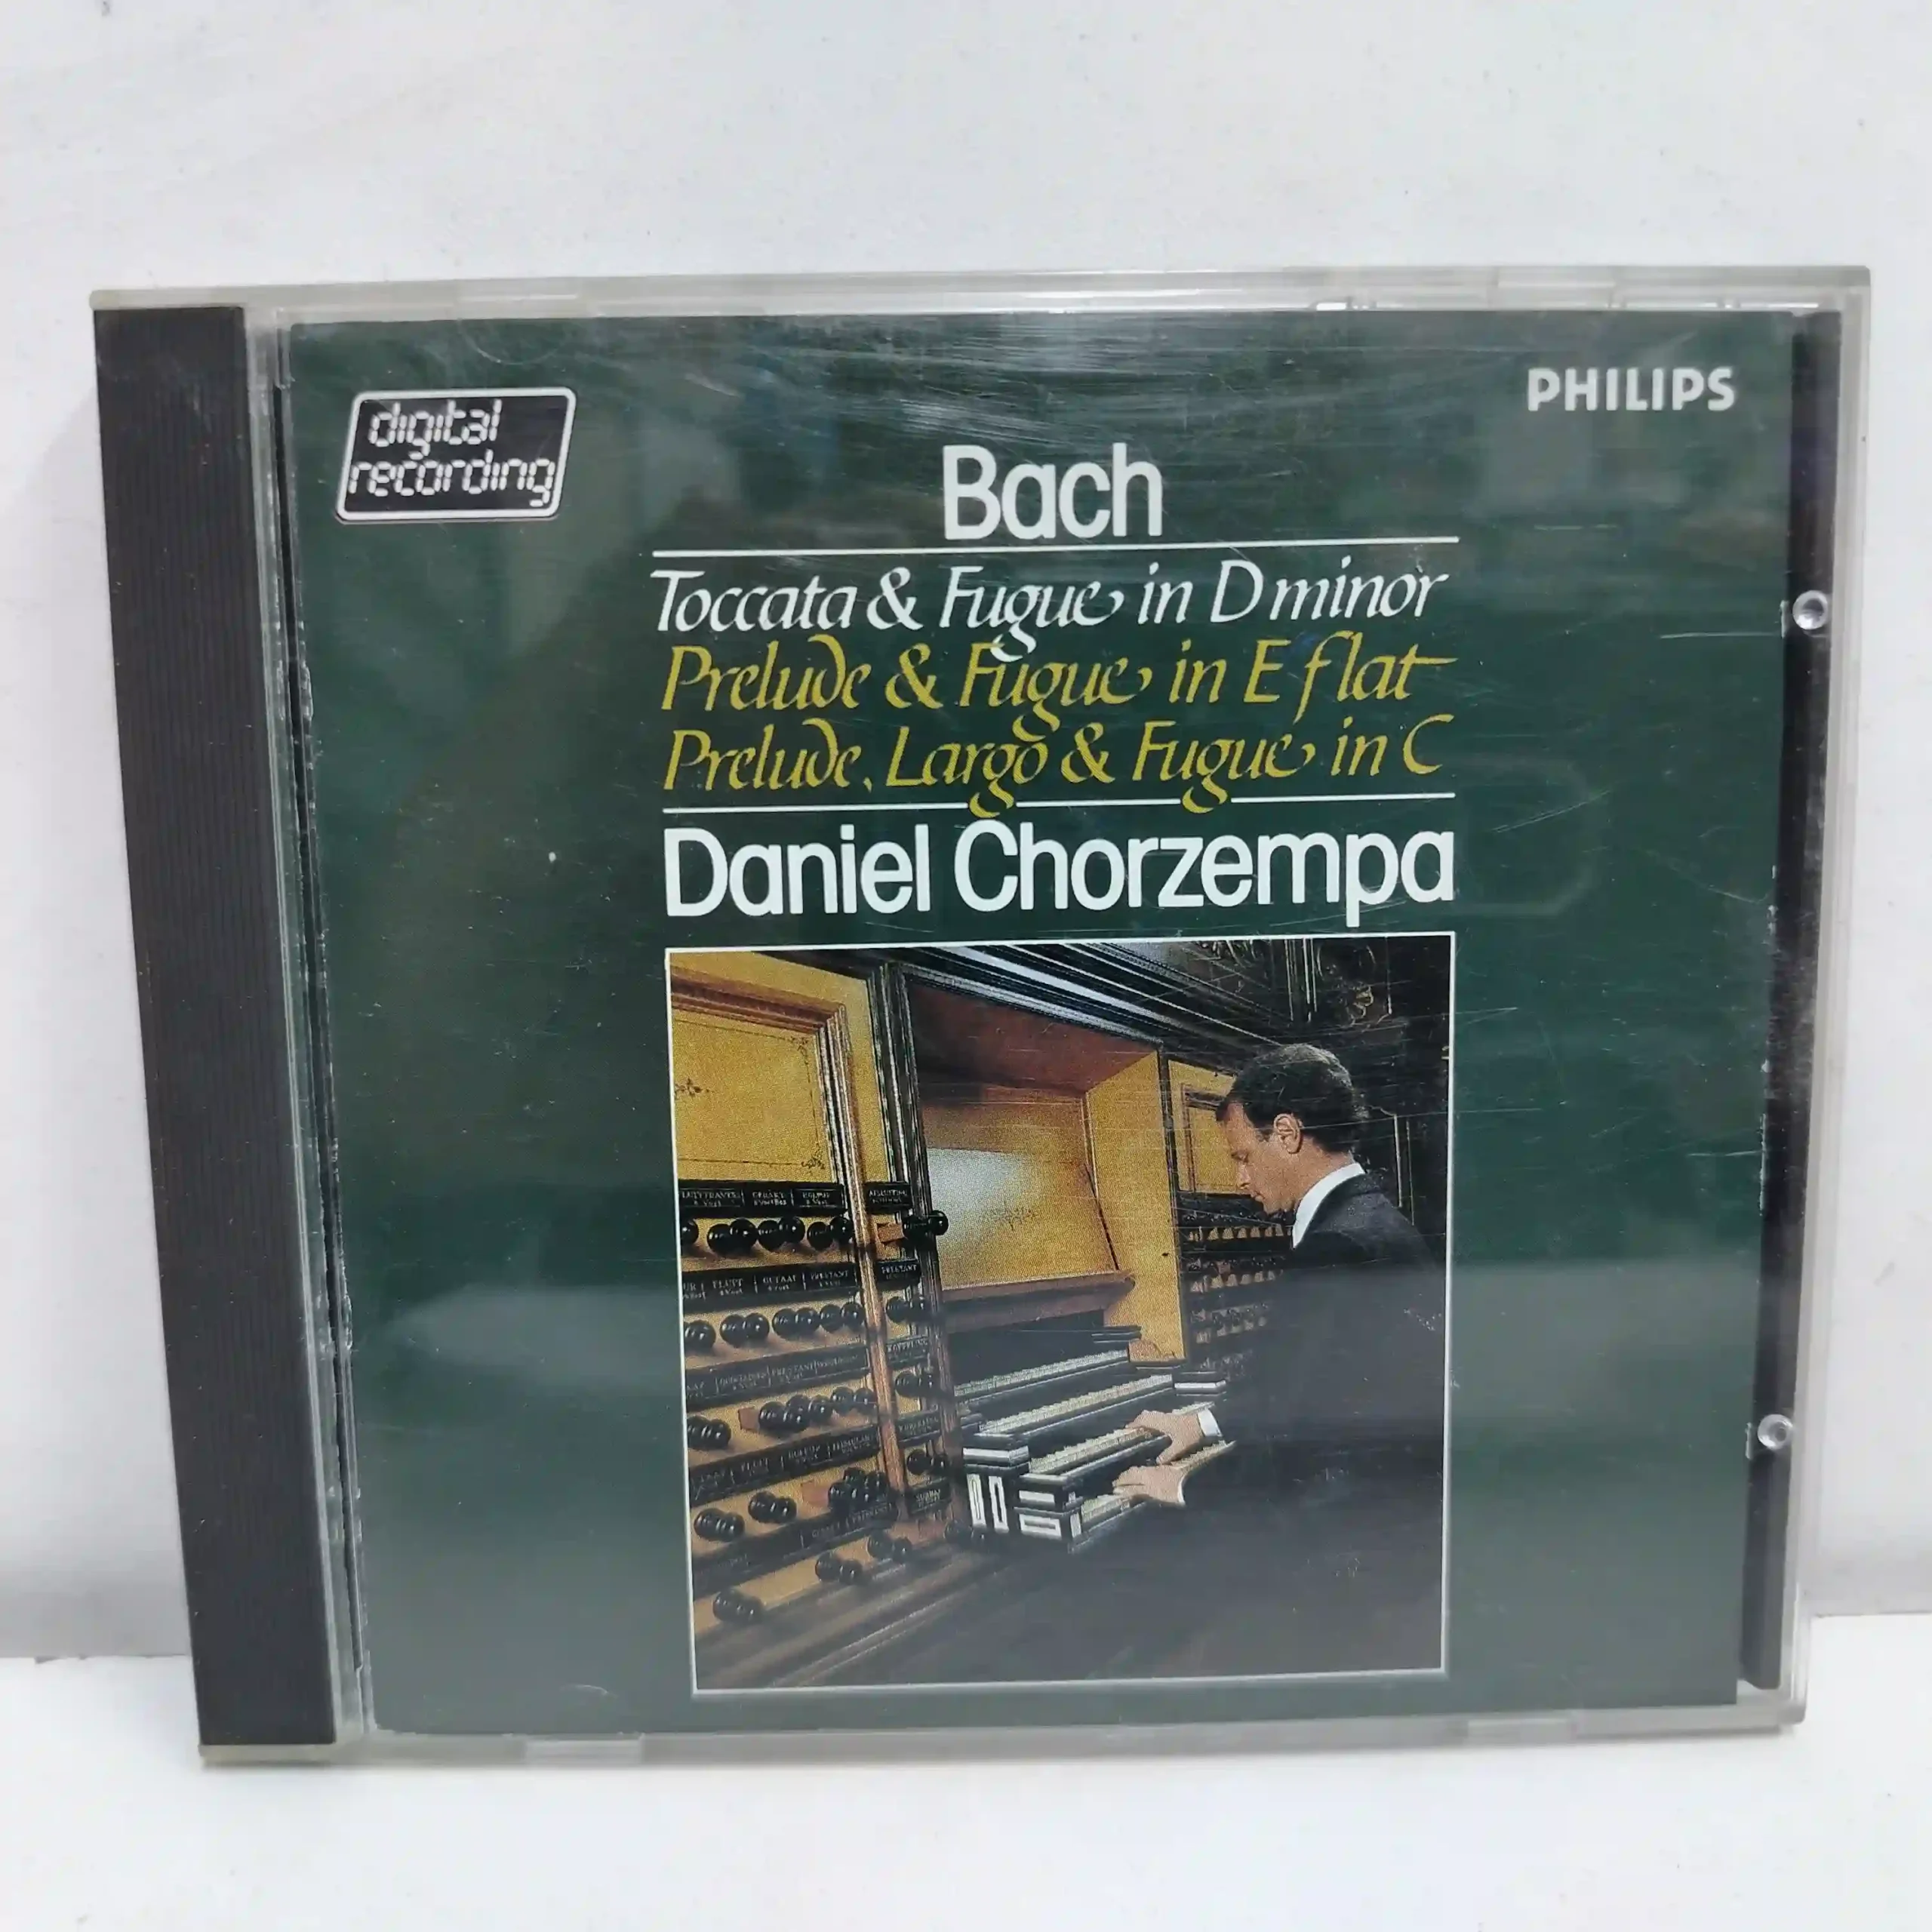 digital
recording
PHILIPS
Bach
Toccata & Fugue in D minor
Prelude & Fugue in E flat
Prelude, Largo & Fugue in C
Daniel Chorzempa